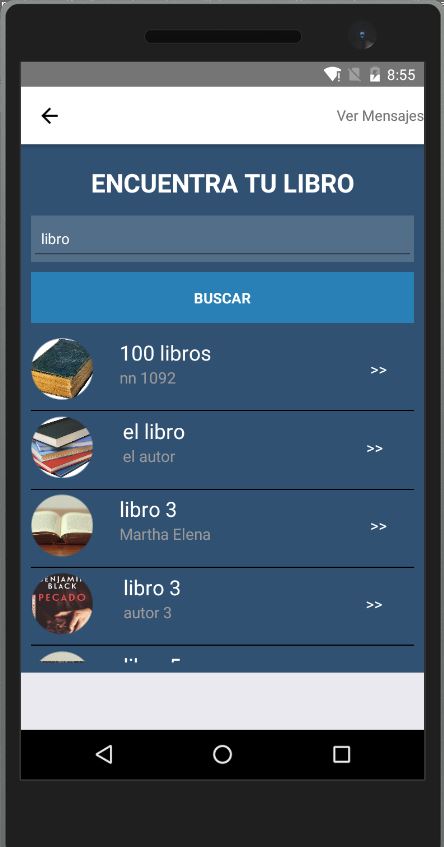 8:55
Ver Mensajes
ENCUENTRA TU LIBRO
libro
BUSCAR
100 libros
nn 1092
>>
el libro
el autor
>>
libro 3
Martha Elena
>>
BENJAMIN
BLACK
PECADO
libro 3
autor 3
>>